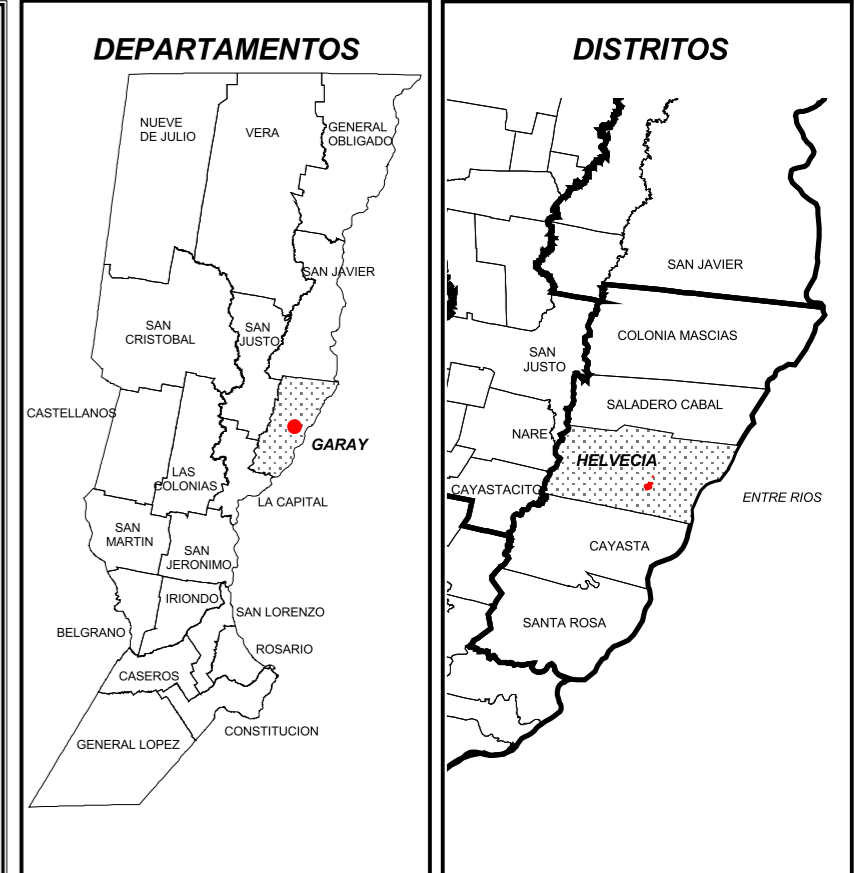 DEPARTAMENTOS
NUEVE
DE JULIO
VERA
GENERAL
OBLIGADO
SAN JAVIER
SAN
CRISTOBAL
SAN
JUSTO
CASTELLANOS
GARAY
LAS
COLONIAS
LA CAPITAL
SAN
MARTIN
SAN
JERONIMO
IRIONDO
SAN LORENZO
BELGRANO
ROSARIO
CASEROS
CONSTITUCION
GENERAL LOPEZ
DISTRITOS
SAN JAVIER
COLONIA MASCIAS
SAN
JUSTO
SALADERO CABAL
NARE
HELVECIA
CAYASTACITO
ENTRE RIOS
CAYASTA
SANTA ROSA